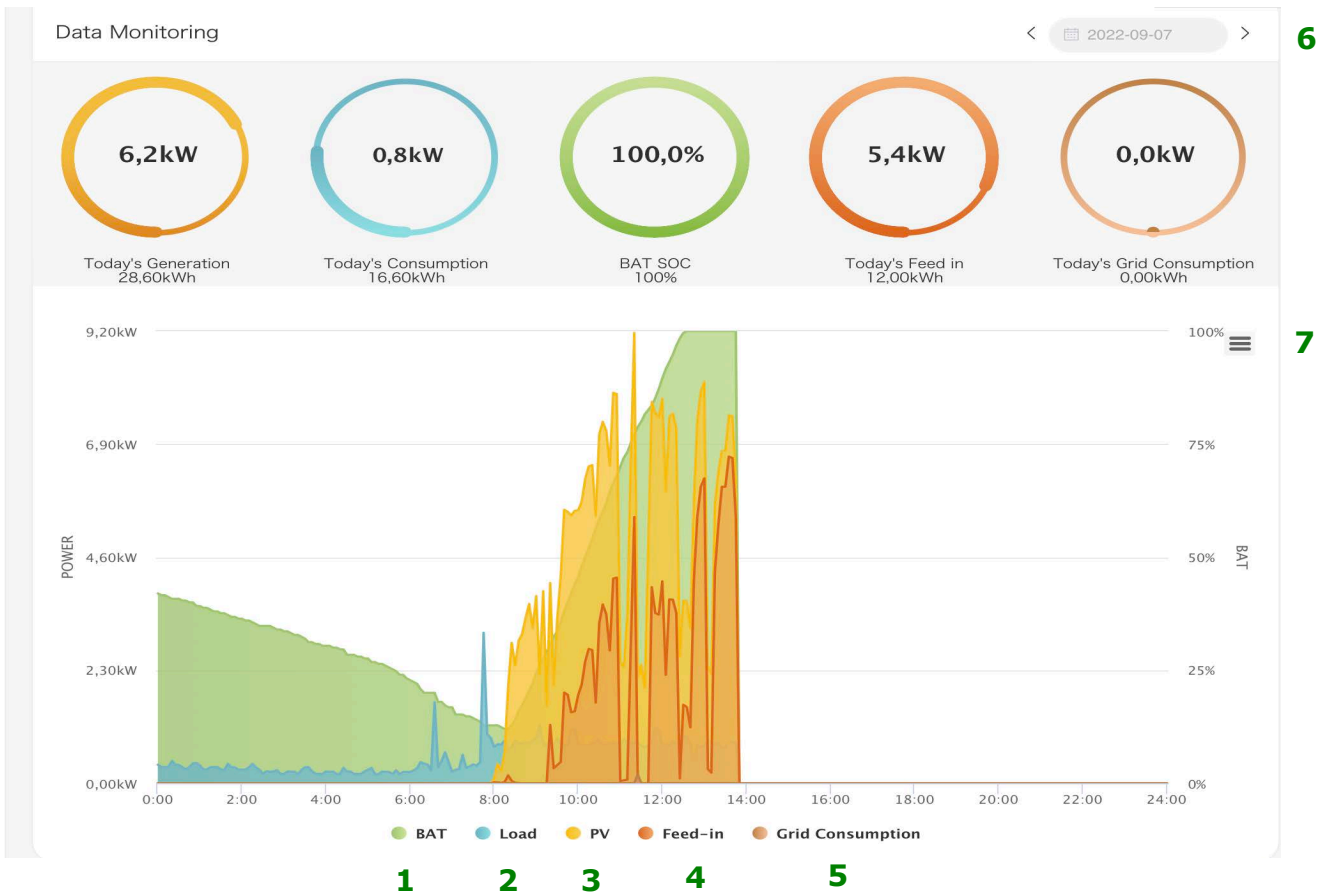 Data Monitoring
2022-09-07
6
6,2kW
0,8kW
100,0%
5,4kW
0,0kW
Today's Generation
28,60kWh
Today's Consumption
16,60kWh
BAT SOC
100%
Today's Feed in
12,00kWh
Today's Grid Consumption
0,00kWh
7
POWER
9,20kW
6,90kW
4,60kW
2,30kW
0,00kW
100%
75%
50%
25%
0%
BAT
0:00 2:00 4:00 6:00 8:00 10:00 12:00 14:00 16:00 18:00 20:00 22:00 24:00
BAT Load PV Feed-in Grid Consumption
1 2 3 4 5